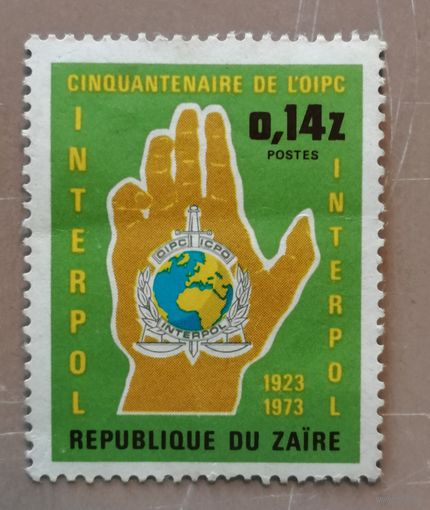 CINQUANTENAIRE DE L'OIPC
0,14Z
POSTES
INTERPOL
INTERPOL
OIPC ICPO
INTERPOL
1923
1973
REPUBLIQUE DU ZAÏRE